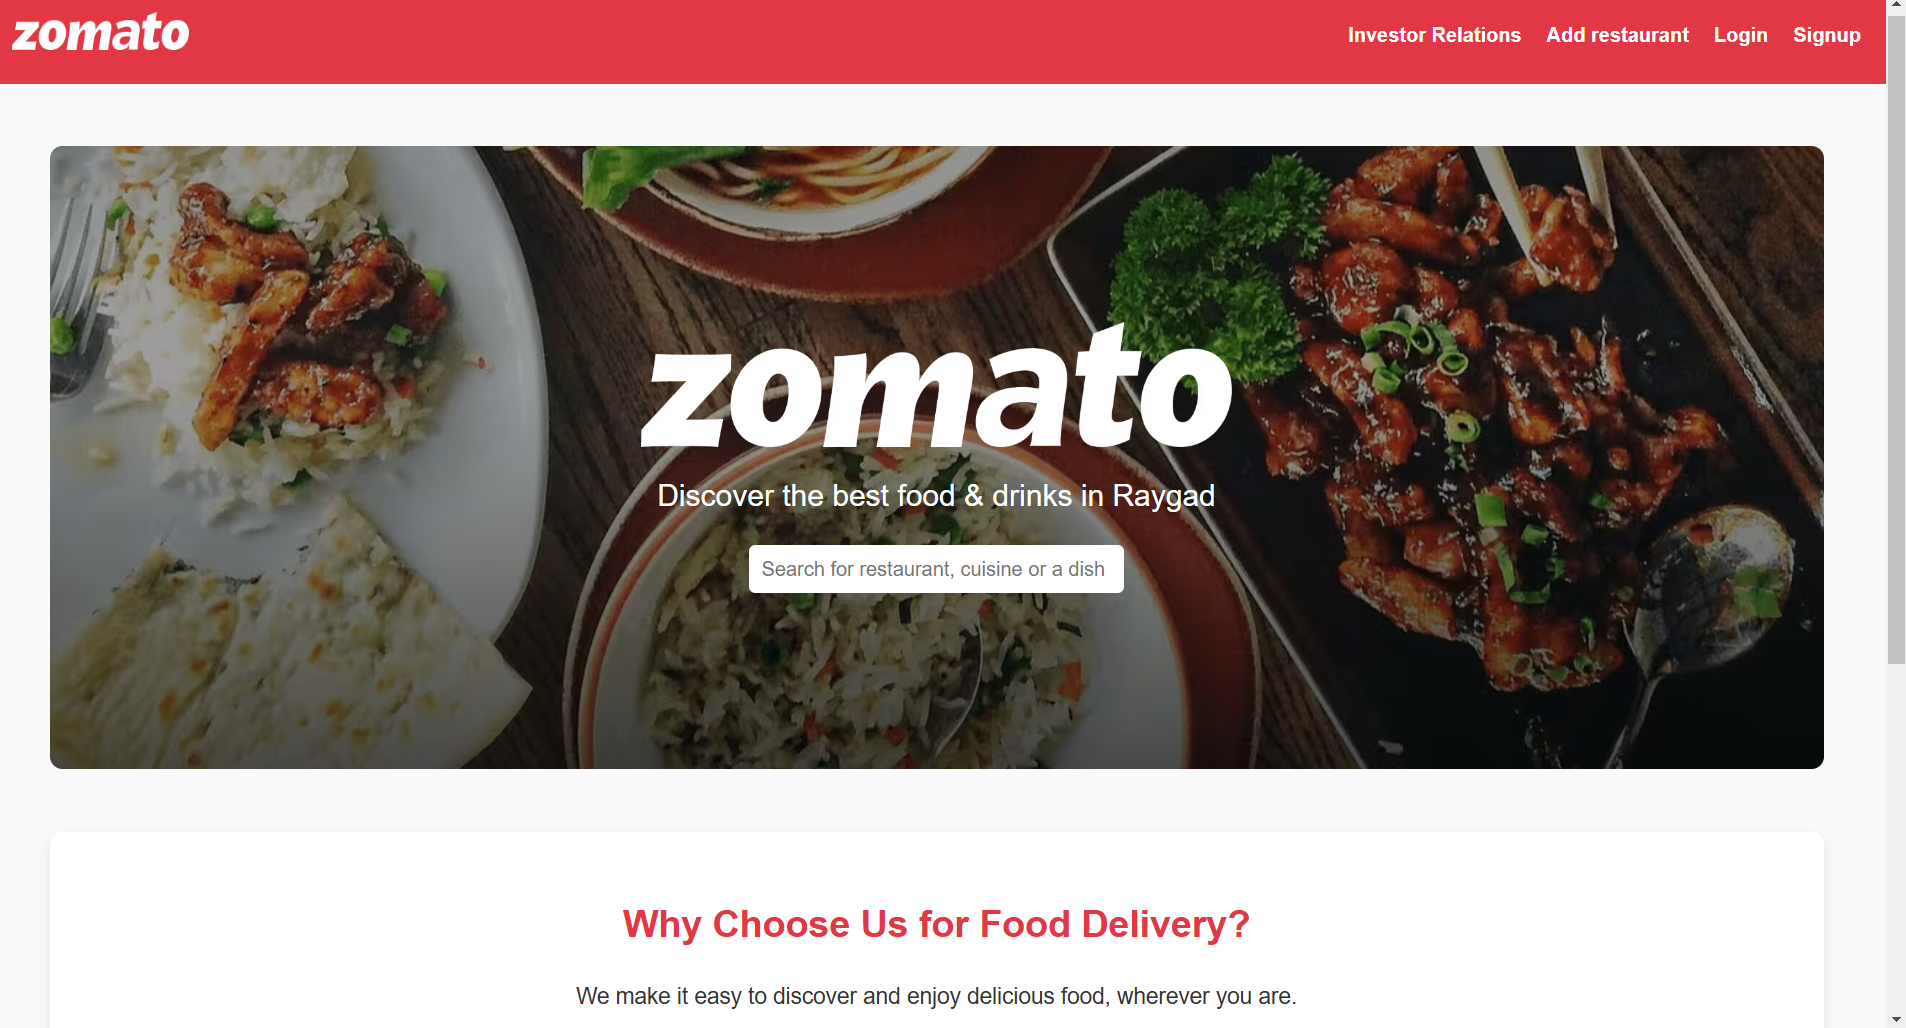 zomato
Investor Relations Add restaurant Login Signup
zomato
Discover the best food & drinks in Raygad
Search for restaurant, cuisine or a dish
Why Choose Us for Food Delivery?
We make it easy to discover and enjoy delicious food, wherever you are.